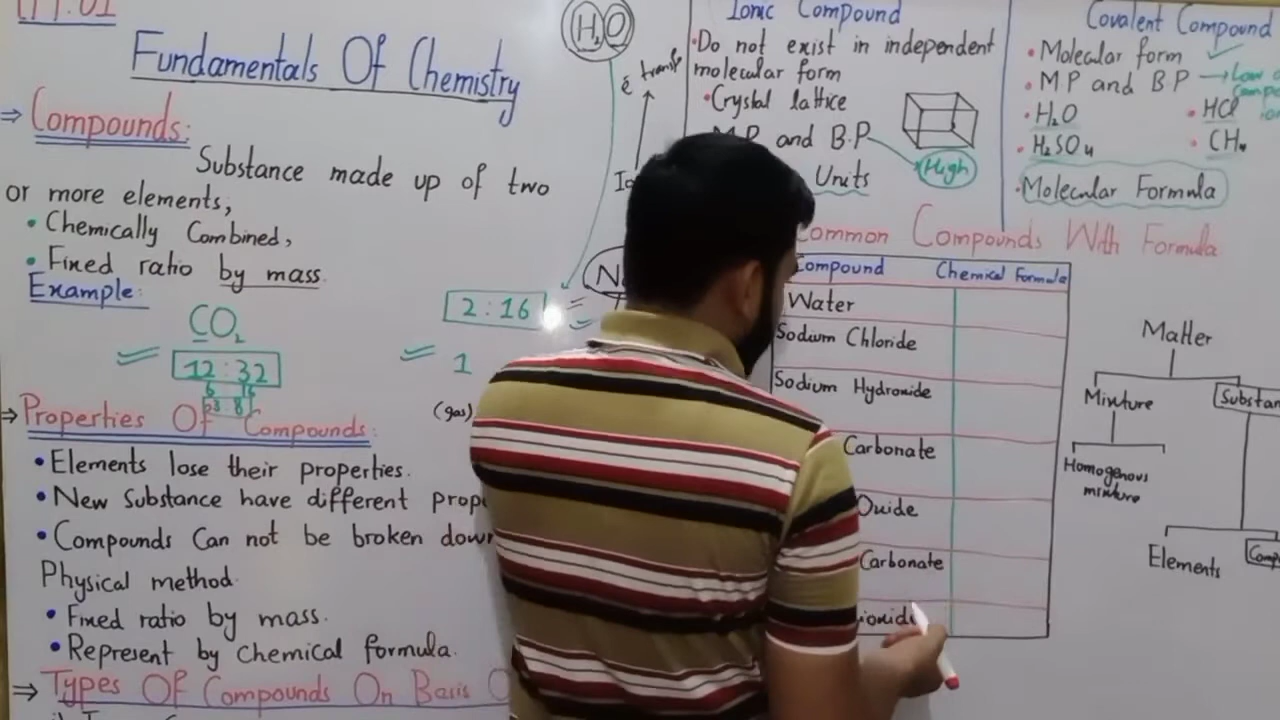 Fundamentals Of Chemistry
⇒ Compounds:
Substance made up of two
or more elements,
• Chemically Combined,
• Fixed ratio by mass.
Example:
CO₂
12 : 32
6 16
3 8
H₂O
2 : 16
1
(gas)
⇒ Properties Of Compounds:
• Elements lose their properties.
• New Substance have different
• Compounds Can not be broken down
Physical method.
• Fixed ratio by mass.
• Represent by chemical formula.
⇒ Types Of Compounds On Basis
Ionic Compound
• Do not exist in independent
molecular form
• Crystal lattice
M.P and B.P
High
Units
Covalent Compound
• Molecular form
• MP and BP → Low
• H₂O • HCl
• H₂SO₄ • CH₄
• Molecular Formula
Common Compounds With Formula
Compound Chemical Formula
Water
Sodium Chloride
Sodium Hydroxide
Carbonate
Oxide
Carbonate
Matter
Mixture
Homogenous
mixture
Elements